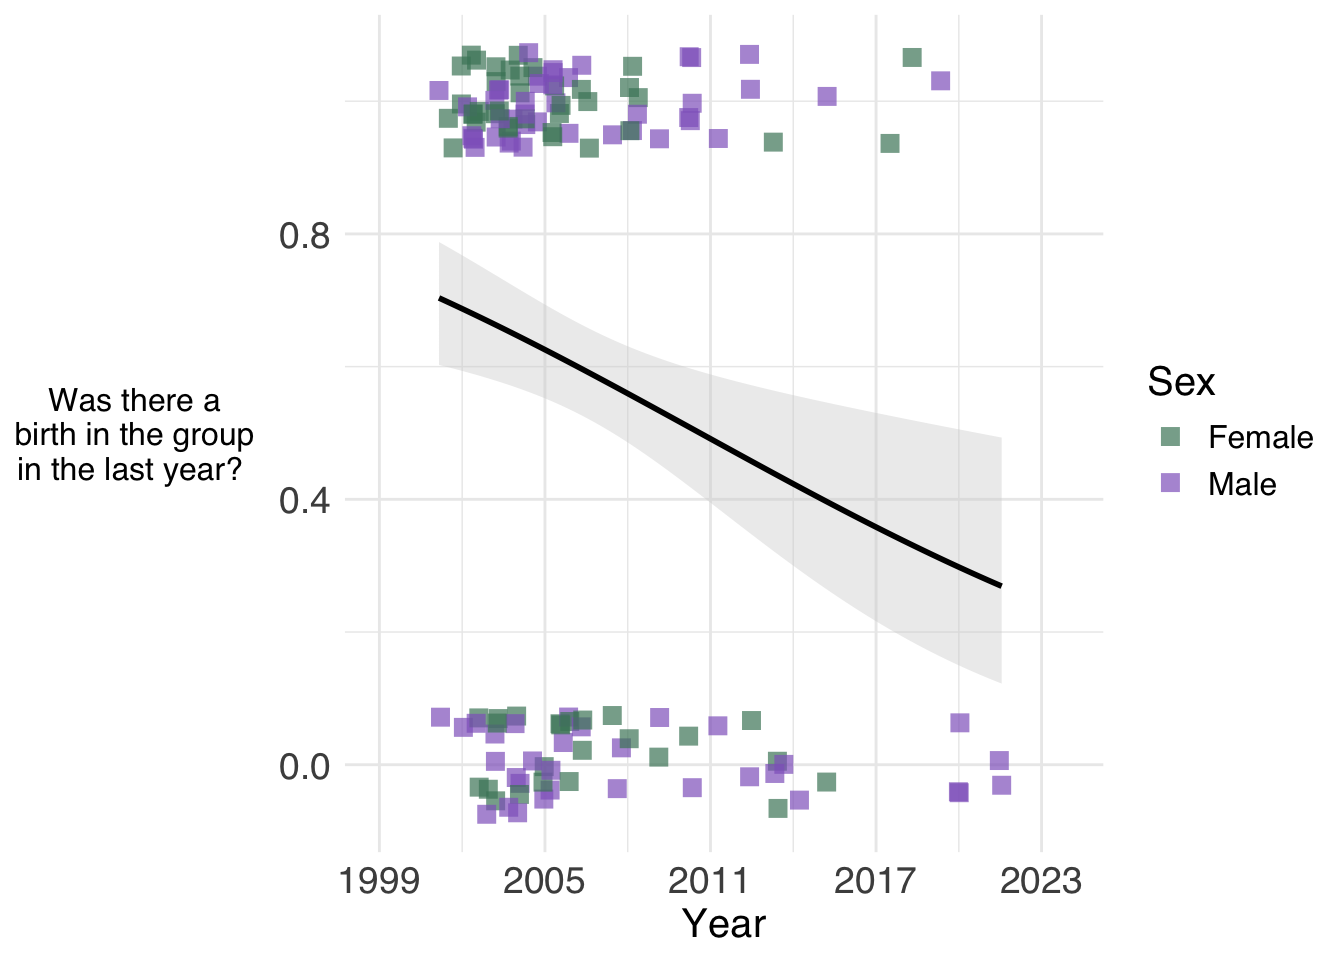 0.8
Was there a
birth in the group
in the last year?
0.4
0.0
1999 2005 2011 2017 2023
Year
Sex
Female
Male